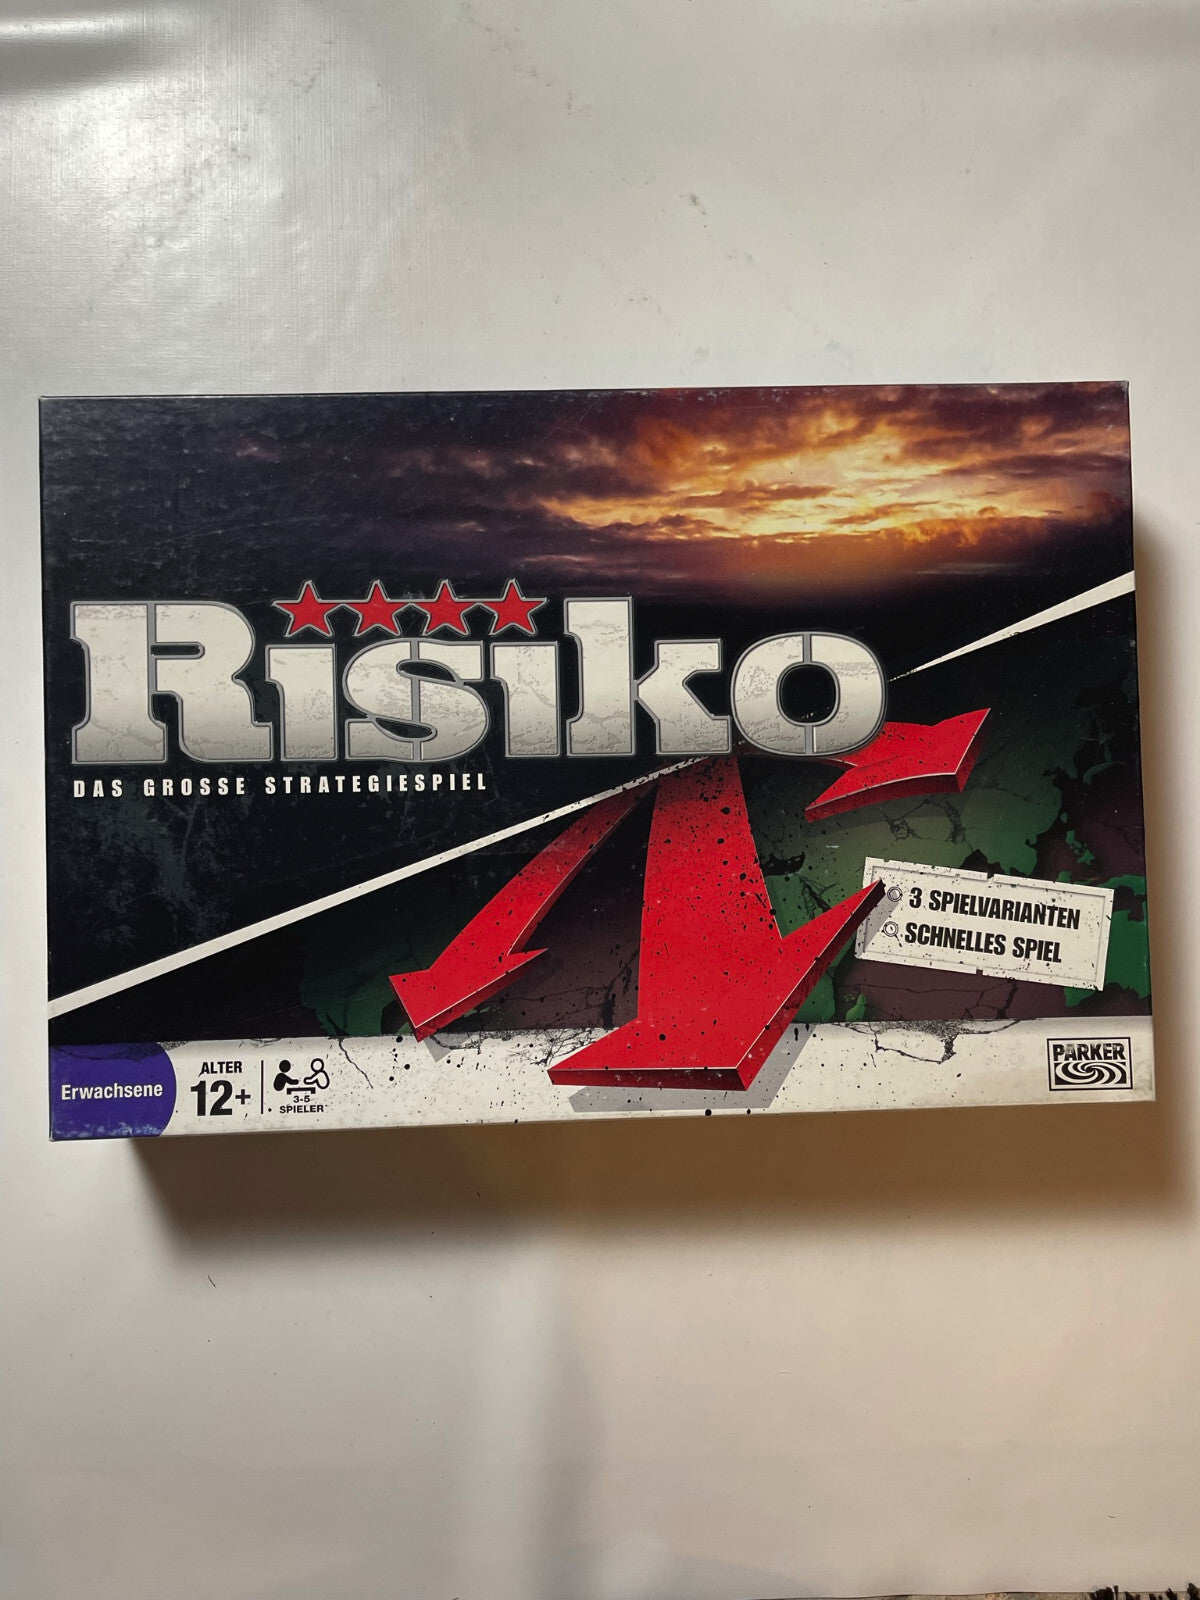 Risiko
DAS GROSSE STRATEGIESPIEL
3 SPIELVARIANTEN
SCHNELLES SPIEL
Erwachsene
ALTER
12+
3-5
SPIELER
PARKER